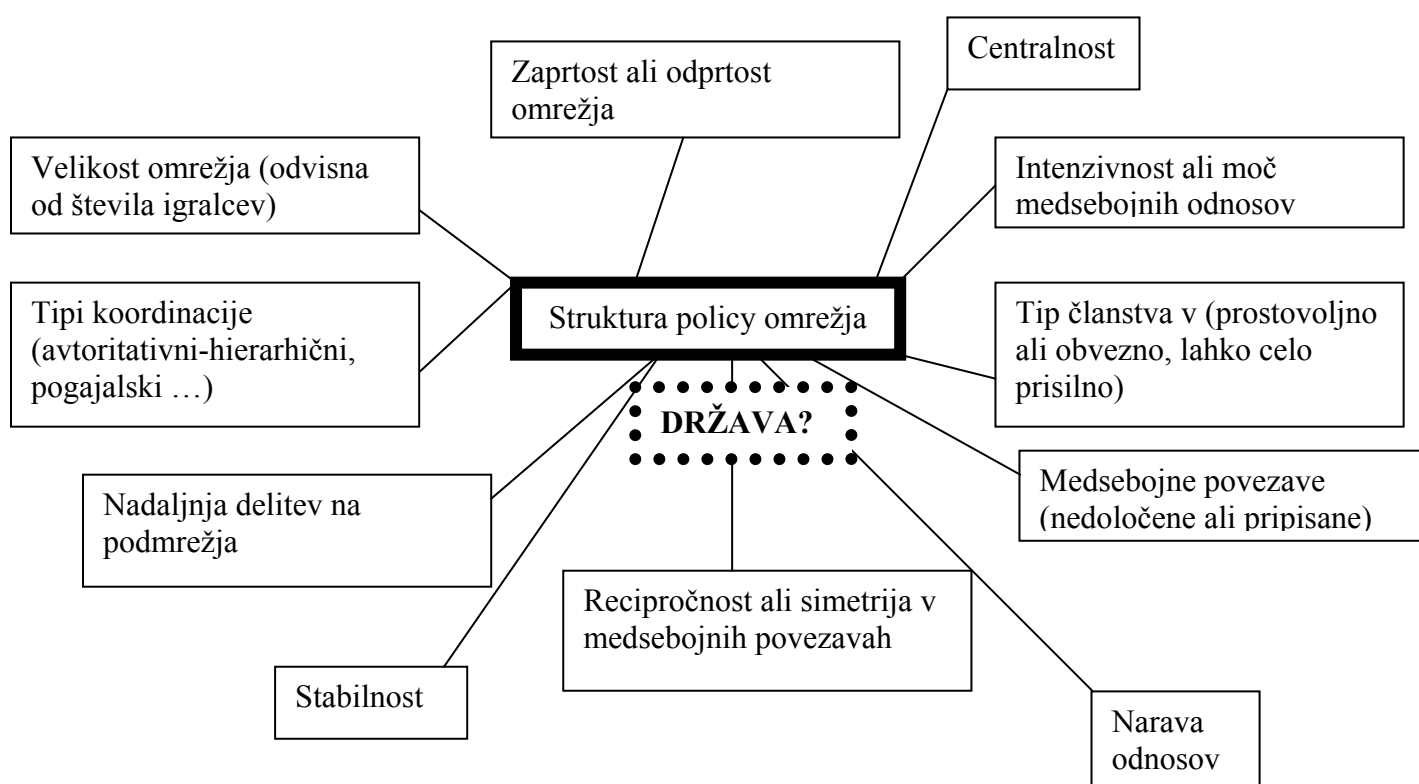 Centralnost
Zaprtost ali odprtost
omrežja
Velikost omrežja (odvisna
od števila igralcev)
Intenzivnost ali moč
medsebojnih odnosov
Struktura policy omrežja
Tipi koordinacije
(avtoritativni-hierarhični,
pogajalski …)
Tip članstva v (prostovoljno
ali obvezno, lahko celo
prisilno)
DRŽAVA?
Medsebojne povezave
(nedoločene ali pripisane)
Nadaljnja delitev na
podmrežja
Recipročnost ali simetrija v
medsebojnih povezavah
Stabilnost
Narava
odnosov